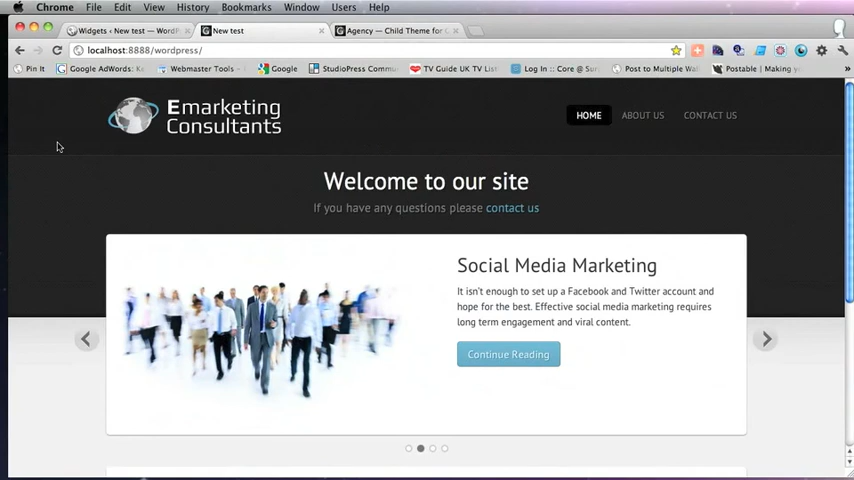 Chrome File Edit View History Bookmarks Window Users Help
Widgets ‹ New test — WordPr
New test
Agency — Child Theme for G
localhost:8888/wordpress/
Pin It
Google AdWords: Ke
Webmaster Tools -
Google
StudioPress Commu
TV Guide UK TV List
Log In :: Core @ Su
Post to Multiple Wa
Postable | Making y
Emarketing
Consultants
HOME ABOUT US CONTACT US
Welcome to our site
If you have any questions please contact us
Social Media Marketing
It isn't enough to set up a Facebook and Twitter account and
hope for the best. Effective social media marketing requires
long term engagement and viral content.
Continue Reading